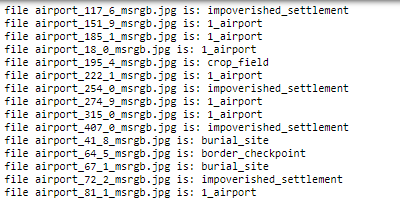 file airport_117_6_msrgb.jpg is: impoverished_settlement
file airport_151_9_msrgb.jpg is: 1_airport
file airport_185_1_msrgb.jpg is: 1_airport
file airport_18_0_msrgb.jpg is: 1_airport
file airport_195_4_msrgb.jpg is: crop_field
file airport_222_1_msrgb.jpg is: 1_airport
file airport_254_0_msrgb.jpg is: impoverished_settlement
file airport_274_9_msrgb.jpg is: 1_airport
file airport_315_0_msrgb.jpg is: 1_airport
file airport_407_0_msrgb.jpg is: impoverished_settlement
file airport_41_8_msrgb.jpg is: burial_site
file airport_64_5_msrgb.jpg is: border_checkpoint
file airport_67_1_msrgb.jpg is: burial_site
file airport_72_2_msrgb.jpg is: impoverished_settlement
file airport_81_1_msrgb.jpg is: 1_airport